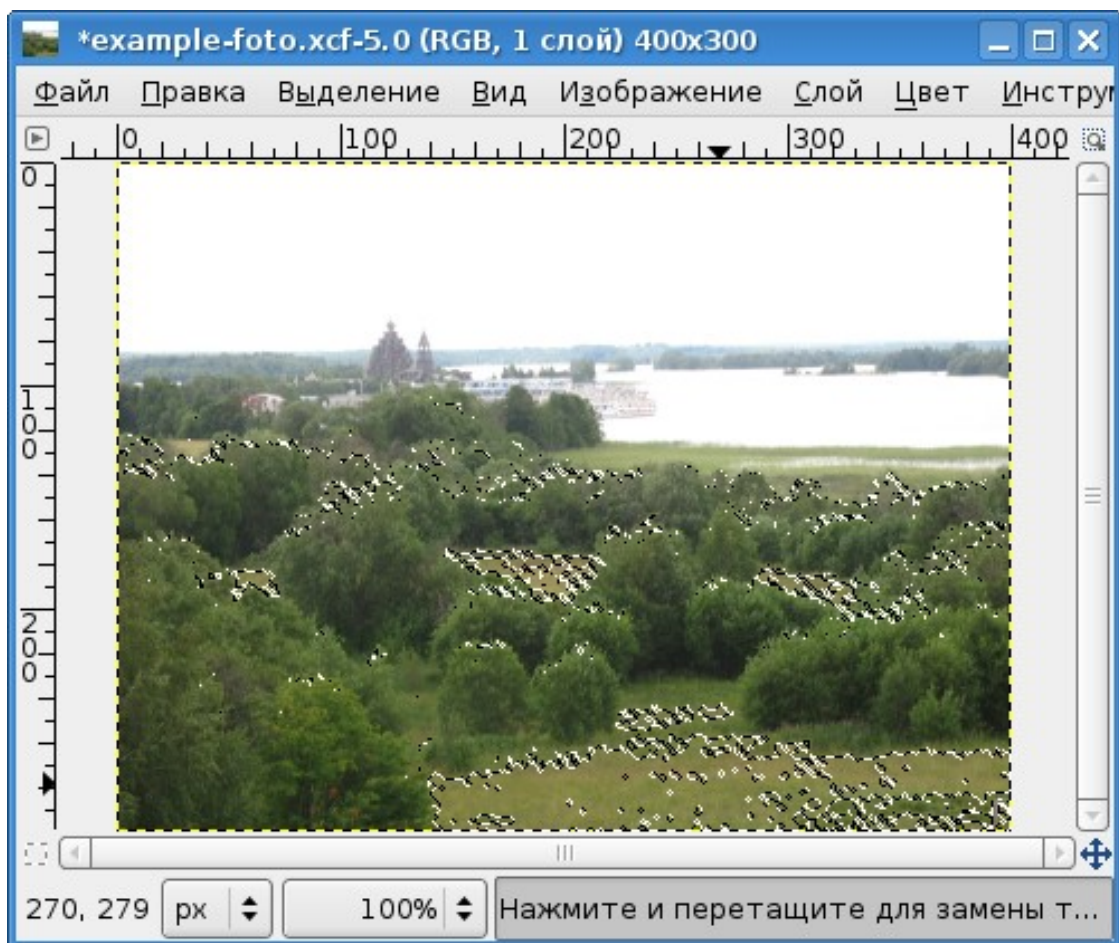 *example-foto.xcf-5.0 (RGB, 1 слой) 400x300
Файл Правка Выделение Вид Изображение Слой Цвет Инстру
0 100 200 300 400
0
100
200
270, 279 px 100% Нажмите и перетащите для замены т...